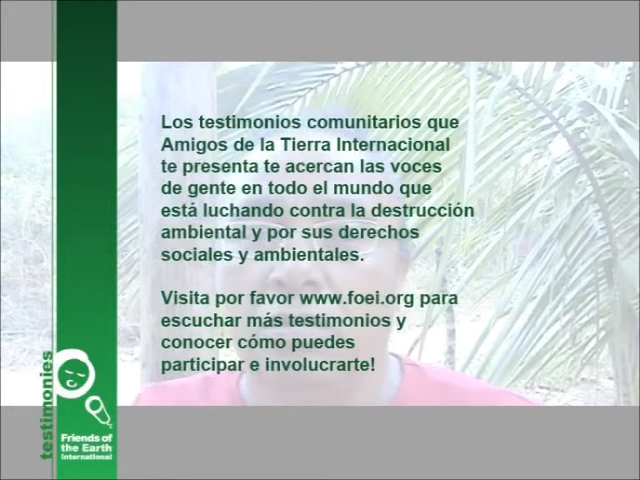 Los testimonios comunitarios que
Amigos de la Tierra Internacional
te presenta te acercan las voces
de gente en todo el mundo que
está luchando contra la destrucción
ambiental y por sus derechos
sociales y ambientales.
Visita por favor www.foei.org para
escuchar más testimonios y
conocer cómo puedes
participar e involucrarte!
testimonies
Friends of
the Earth
International